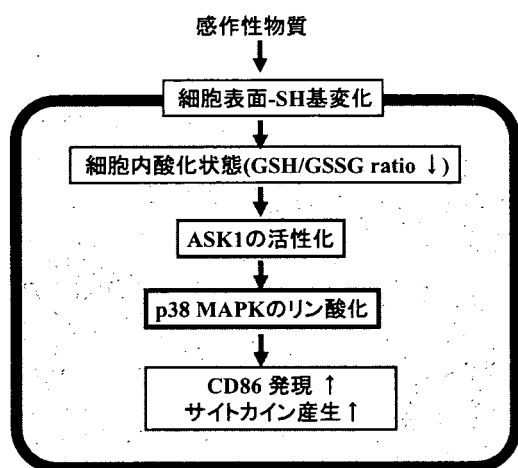 感作性物質
細胞表面-SH基変化
細胞内酸化状態(GSH/GSSG ratio ↓)
ASK1の活性化
p38 MAPKのリン酸化
CD86 発現 ↑
サイトカイン産生 ↑